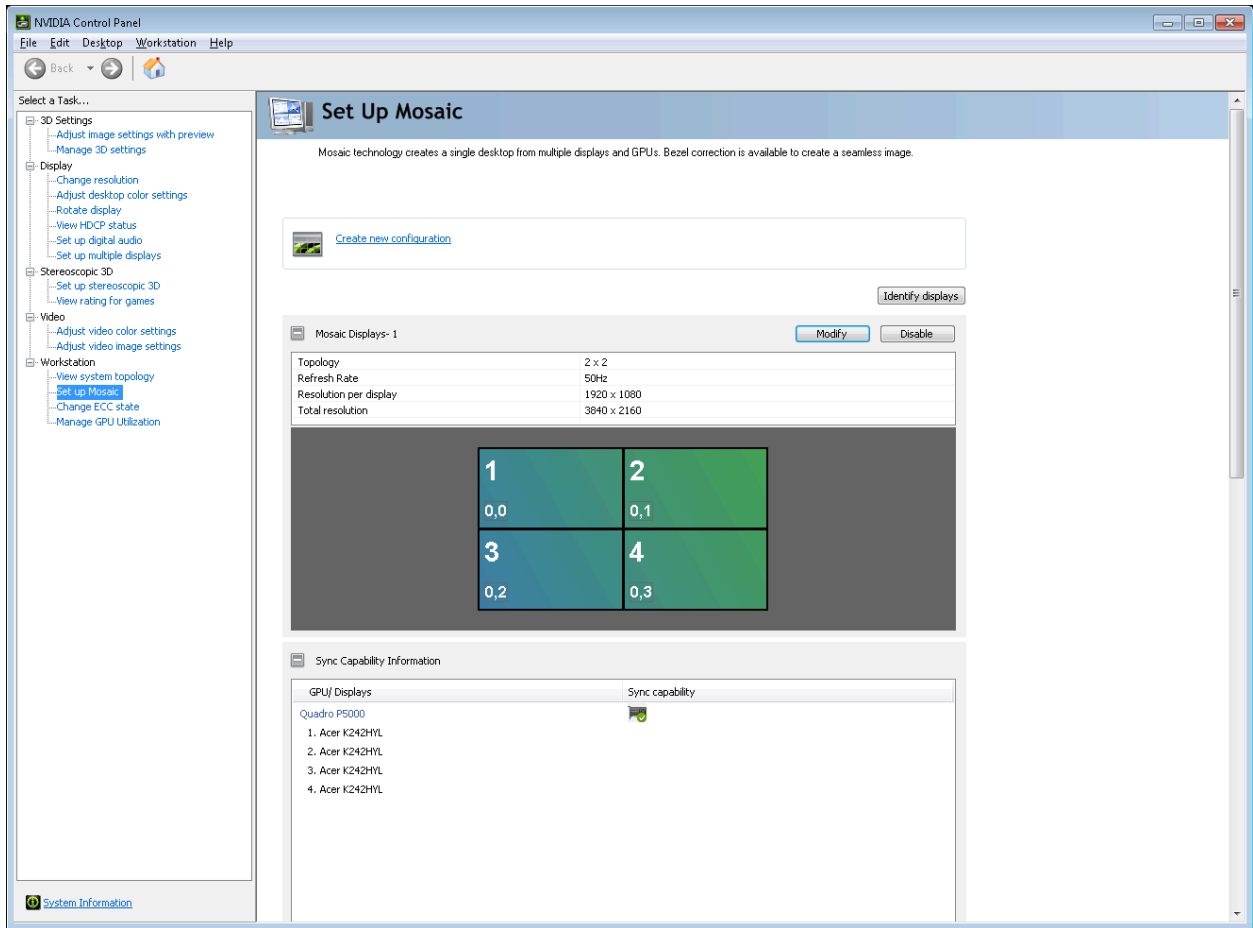 NVIDIA Control Panel
File Edit Desktop Workstation Help
Back
Select a Task...
3D Settings
Adjust image settings with preview
Manage 3D settings
Display
Change resolution
Adjust desktop color settings
Rotate display
View HDCP status
Set up digital audio
Set up multiple displays
Stereoscopic 3D
Set up stereoscopic 3D
View rating for games
Video
Adjust video color settings
Adjust video image settings
Workstation
View system topology
Set up Mosaic
Change ECC state
Manage GPU Utilization
System Information
Set Up Mosaic
Mosaic technology creates a single desktop from multiple displays and GPUs. Bezel correction is available to create a seamless image.
Create new configuration
Identify displays
Mosaic Displays- 1 Modify Disable
Topology 2 x 2
Refresh Rate 50Hz
Resolution per display 1920 x 1080
Total resolution 3840 x 2160
1 2
0,0 0,1
3 4
0,2 0,3
Sync Capability Information
GPU/ Displays Sync capability
Quadro P5000
1. Acer K242HYL
2. Acer K242HYL
3. Acer K242HYL
4. Acer K242HYL